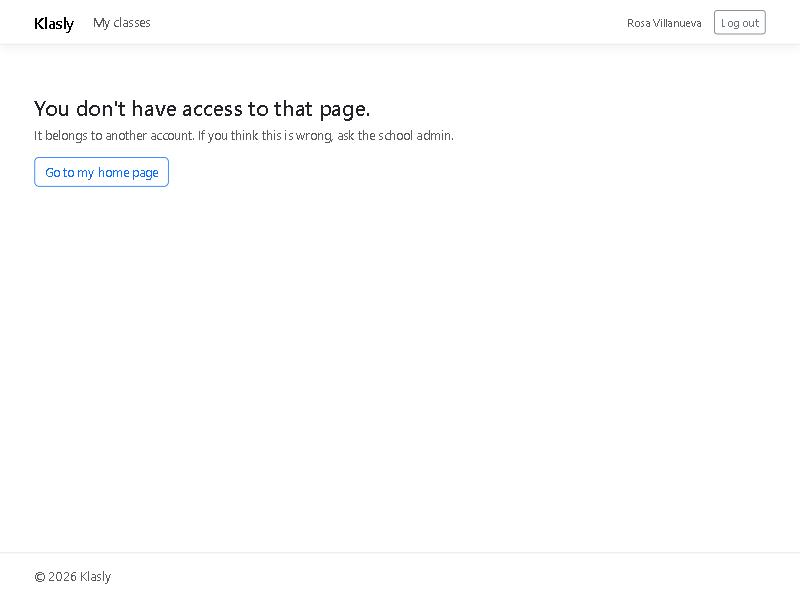 Klasly My classes Rosa Villanueva Log out
You don't have access to that page.
It belongs to another account. If you think this is wrong, ask the school admin.
Go to my home page
© 2026 Klasly